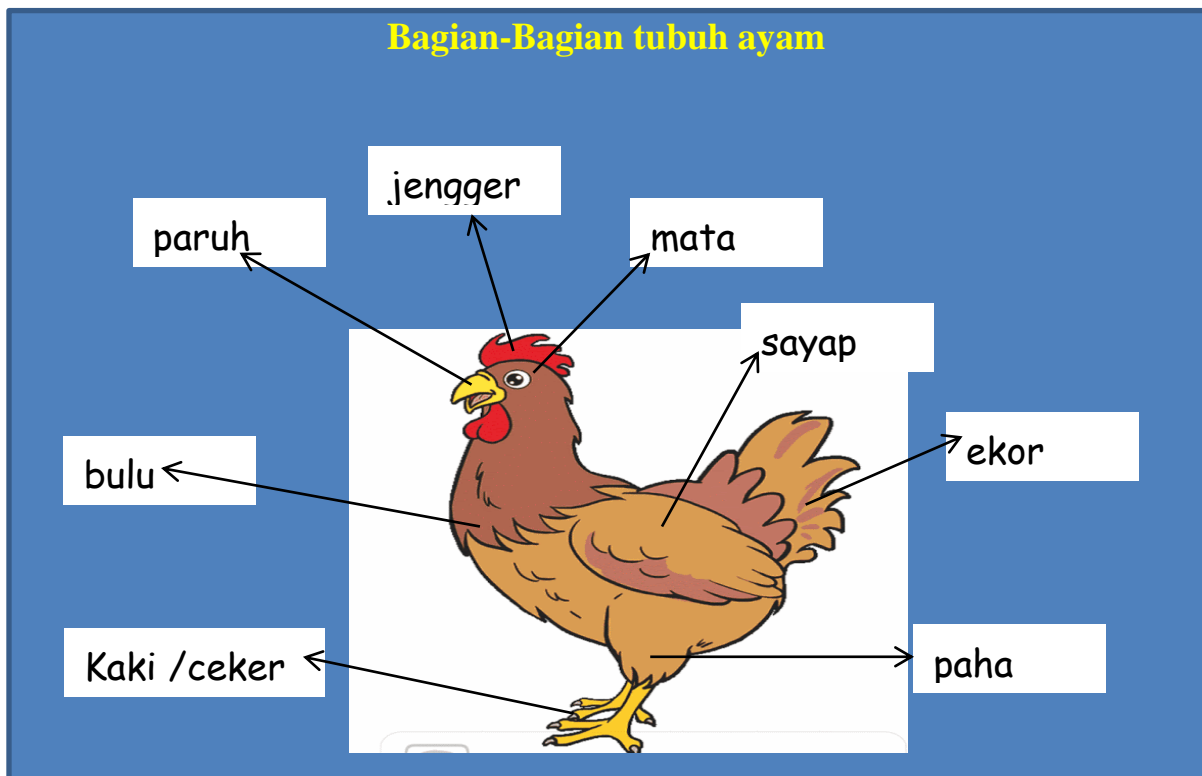 Bagian-Bagian tubuh ayam
jengger
paruh
mata
sayap
ekor
bulu
Kaki /ceker
paha